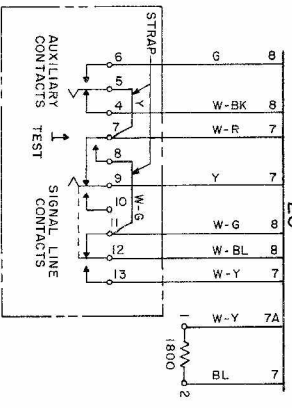 STRAP
AUXILIARY
CONTACTS
TEST
SIGNAL LINE
CONTACTS
6 G 8
5
Y
4 W-BK 8
7 W-R 7
8
9 Y 7
10
W-G
11 W-G 8
12 W-BL 8
13 W-Y 7
1 W-Y 7A
1800
2 BL 7